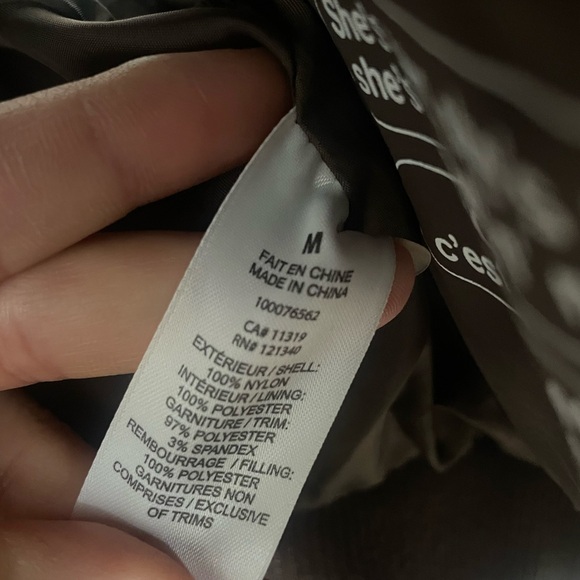 She's
she's
c'es
M
FAIT EN CHINE
MADE IN CHINA
100076562
CA# 11319
RN# 121340
EXTÉRIEUR / SHELL:
100% NYLON
INTÉRIEUR / LINING:
100% POLYESTER
GARNITURE / TRIM:
97% POLYESTER
3% SPANDEX
REMBOURRAGE / FILLING:
100% POLYESTER
GARNITURES NON
COMPRISES / EXCLUSIVE
OF TRIMS